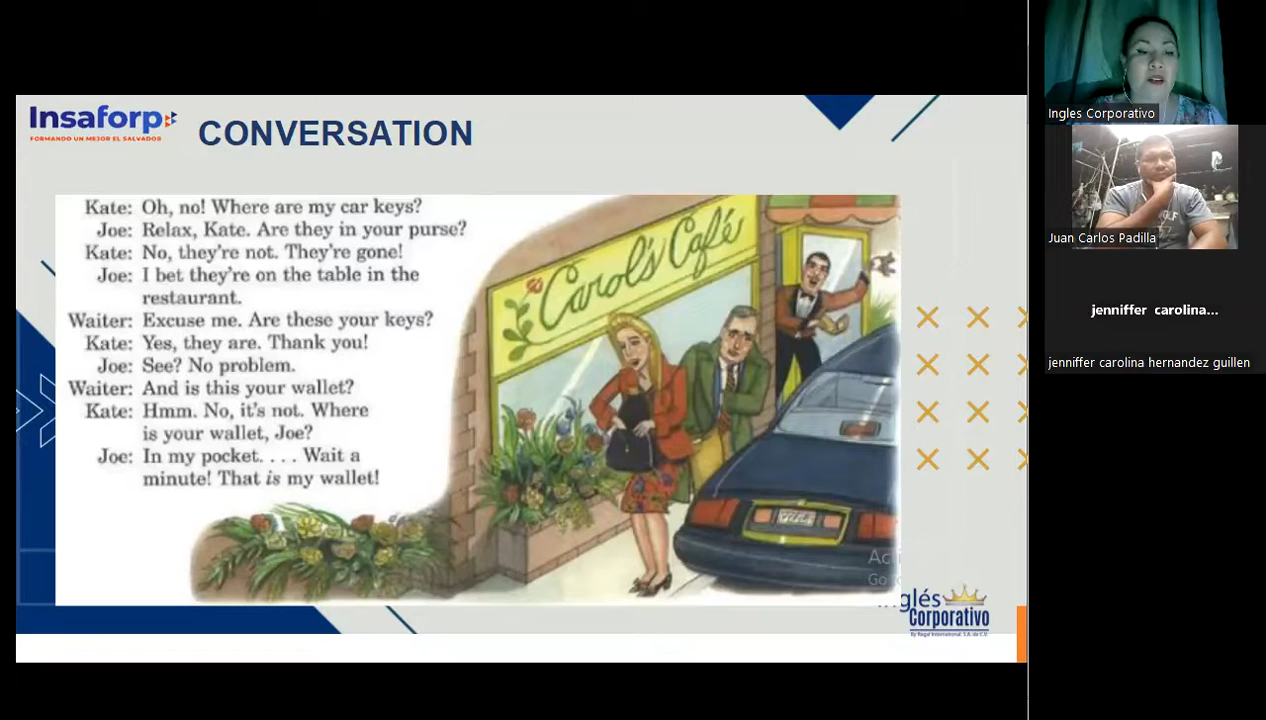 Insaforp
FORMANDO UN MEJOR EL SALVADOR
CONVERSATION
Kate: Oh, no! Where are my car keys?
Joe: Relax, Kate. Are they in your purse?
Kate: No, they're not. They're gone!
Joe: I bet they're on the table in the
restaurant.
Waiter: Excuse me. Are these your keys?
Kate: Yes, they are. Thank you!
Joe: See? No problem.
Waiter: And is this your wallet?
Kate: Hmm. No, it's not. Where
is your wallet, Joe?
Joe: In my pocket. . . . Wait a
minute! That is my wallet!
Carol's Café
Inglés
Corporativo
By Regal International, S.A. de C.V.
Ingles Corporativo
Juan Carlos Padilla
jenniffer carolina...
jenniffer carolina hernandez guillen